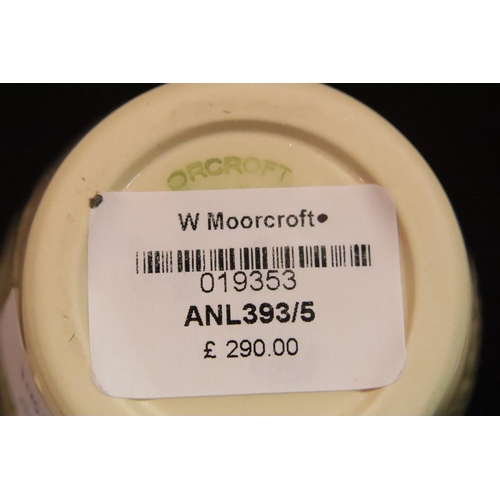 ORCROFT
W Moorcroft
019353
ANL393/5
£ 290.00